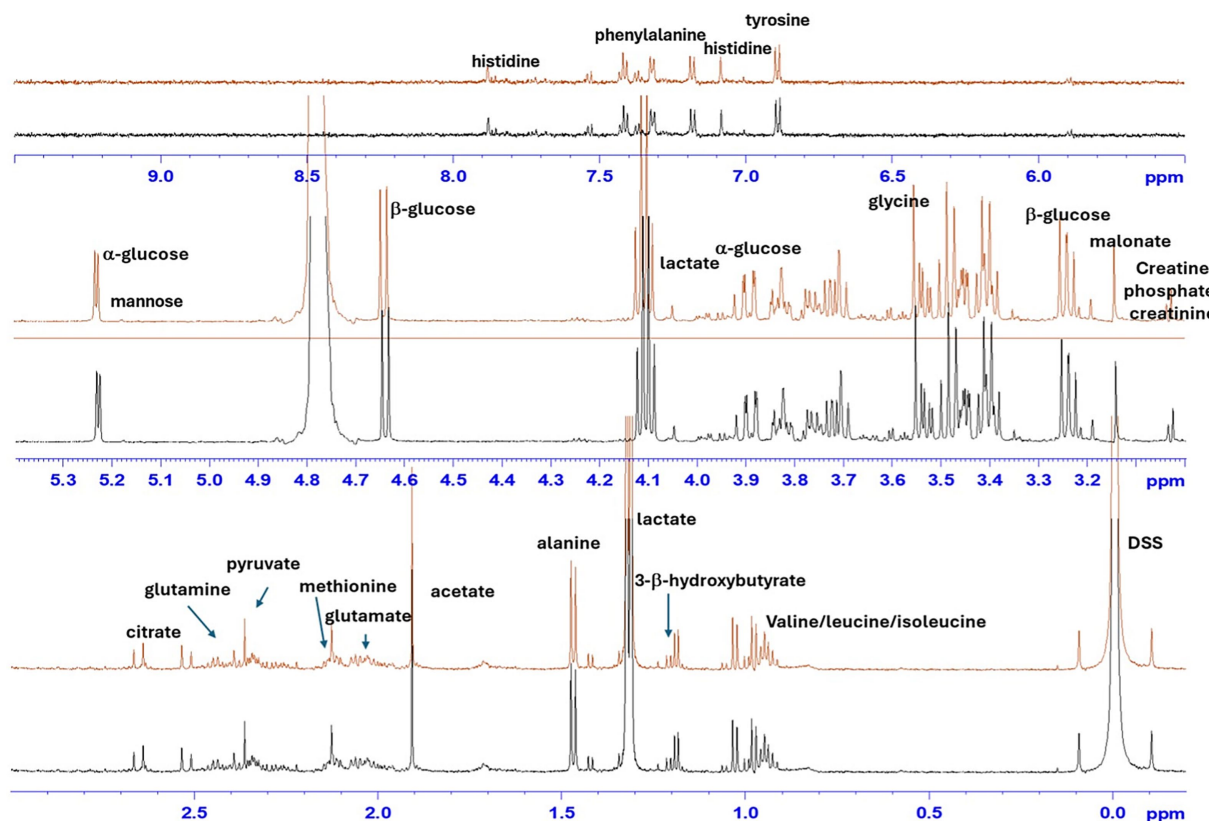 tyrosine
phenylalanine
histidine
histidine
9.0 8.5 8.0 7.5 7.0 6.5 6.0 ppm
glycine
β-glucose
β-glucose
α-glucose
lactate
α-glucose
malonate
mannose
Creatine
phosphate
creatinine
5.3 5.2 5.1 5.0 4.9 4.8 4.7 4.6 4.5 4.4 4.3 4.2 4.1 4.0 3.9 3.8 3.7 3.6 3.5 3.4 3.3 3.2 ppm
lactate
alanine
DSS
pyruvate
3-β-hydroxybutyrate
glutamine
methionine
acetate
glutamate
Valine/leucine/isoleucine
citrate
2.5 2.0 1.5 1.0 0.5 0.0 ppm